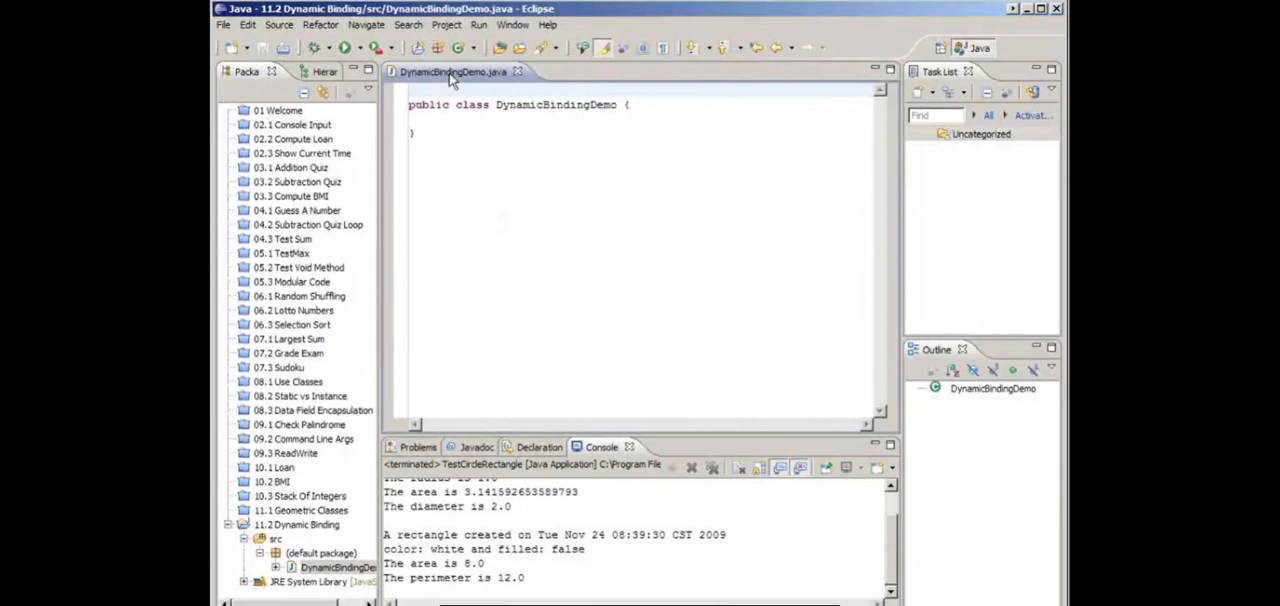 Java - 11.2 Dynamic Binding/src/DynamicBindingDemo.java - Eclipse
File Edit Source Refactor Navigate Search Project Run Window Help
Java
Packa Hierar
DynamicBindingDemo.java
Task List
Find All Activat...
Uncategorized
01 Welcome
02.1 Console Input
02.2 Compute Loan
02.3 Show Current Time
03.1 Addition Quiz
03.2 Subtraction Quiz
03.3 Compute BMI
04.1 Guess A Number
04.2 Subtraction Quiz Loop
04.3 Test Sum
05.1 TestMax
05.2 Test Void Method
05.3 Modular Code
06.1 Random Shuffling
06.2 Lotto Numbers
06.3 Selection Sort
07.1 Largest Sum
07.2 Grade Exam
07.3 Sudoku
08.1 Use Classes
08.2 Static vs Instance
08.3 Data Field Encapsulation
09.1 Check Palindrome
09.2 Command Line Args
09.3 ReadWrite
10.1 Loan
10.2 BMI
10.3 Stack Of Integers
11.1 Geometric Classes
11.2 Dynamic Binding
src
(default package)
DynamicBindingDe
JRE System Library [JavaS
public class DynamicBindingDemo {
}
Outline
DynamicBindingDemo
Problems Javadoc Declaration Console
<terminated> TestCircleRectangle [Java Application] C:\Program File
The radius is 1.0
The area is 3.141592653589793
The diameter is 2.0
A rectangle created on Tue Nov 24 08:39:30 CST 2009
color: white and filled: false
The area is 8.0
The perimeter is 12.0